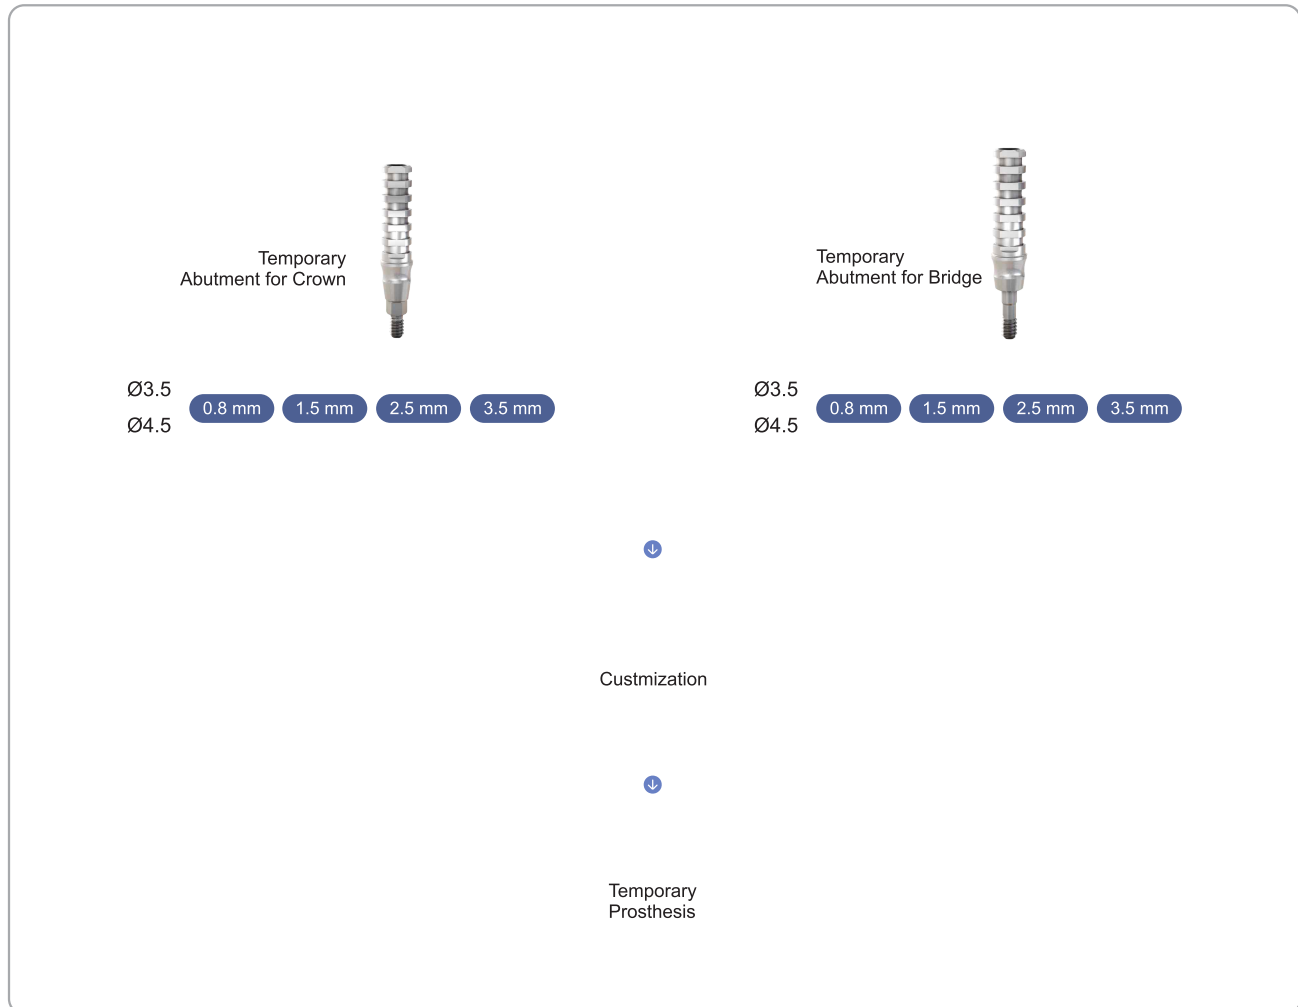 Temporary
Abutment for Crown
Ø3.5
Ø4.5
0.8 mm 1.5 mm 2.5 mm 3.5 mm
Temporary
Abutment for Bridge
Ø3.5
Ø4.5
0.8 mm 1.5 mm 2.5 mm 3.5 mm
Custmization
Temporary
Prosthesis